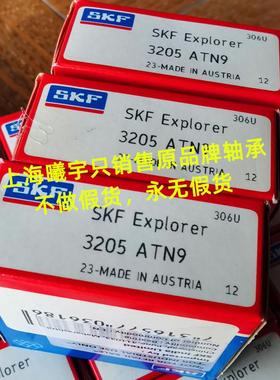 306U
SKF
SKF Explorer
3205 ATN9
23-MADE IN AUSTRIA 12
306U
SKF
SKF Explorer
3205 ATN9
上海曦宇只销售原品牌轴承
不做假货，永无假货
23-MADE IN AUSTRIA 12
306U
SKF
SKF Explorer
3205 ATN9
23-MADE IN AUSTRIA 12